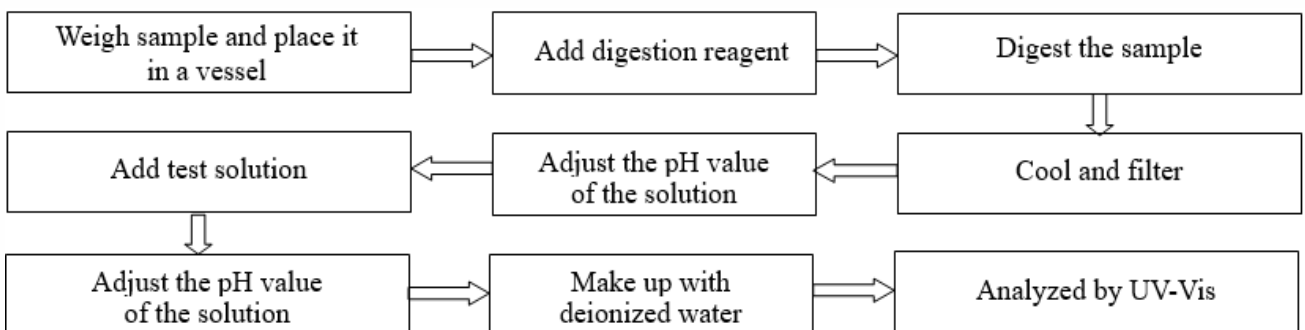 Weigh sample and place it
in a vessel
Add digestion reagent
Digest the sample
Cool and filter
Adjust the pH value
of the solution
Add test solution
Adjust the pH value
of the solution
Make up with
deionized water
Analyzed by UV-Vis